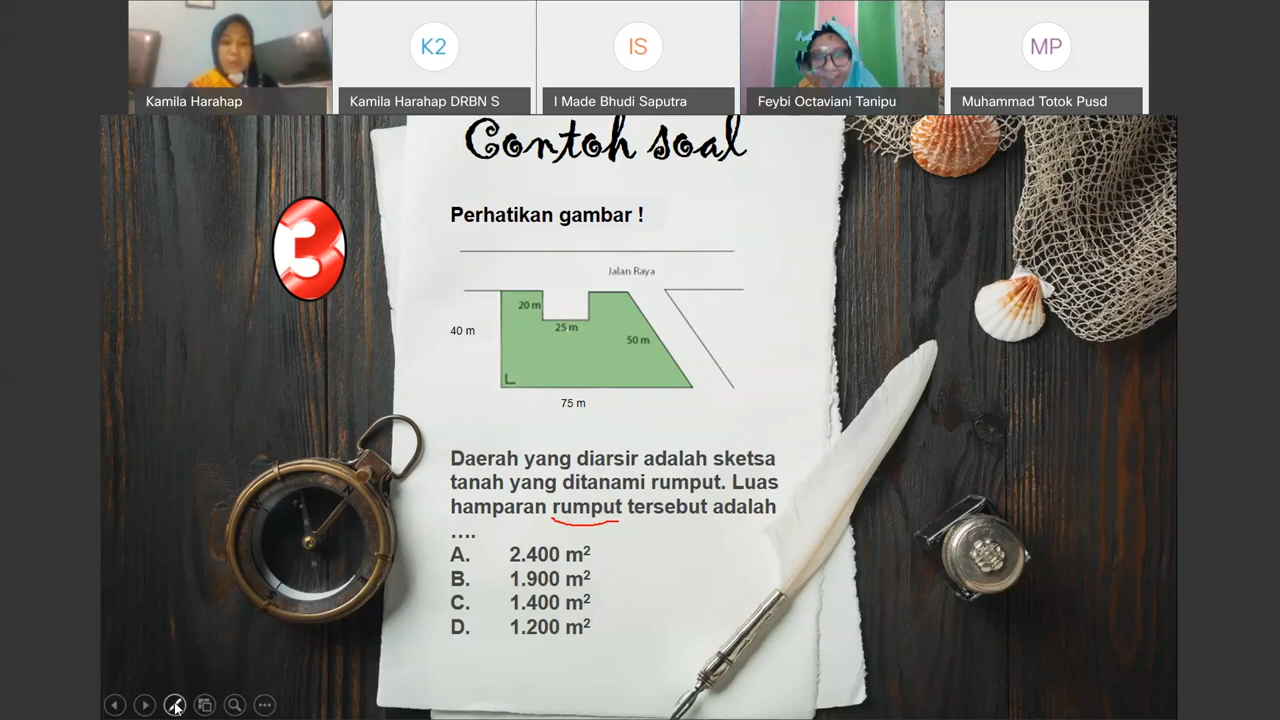 K2
IS
MP
Kamila Harahap
Kamila Harahap DRBN S
I Made Bhudi Saputra
Feybi Octaviani Tanipu
Muhammad Totok Pusd
Contoh soal
3
Perhatikan gambar !
Jalan Raya
20 m
25 m
40 m
50 m
75 m
Daerah yang diarsir adalah sketsa
tanah yang ditanami rumput. Luas
hamparan rumput tersebut adalah
....
A. 2.400 m²
B. 1.900 m²
C. 1.400 m²
D. 1.200 m²